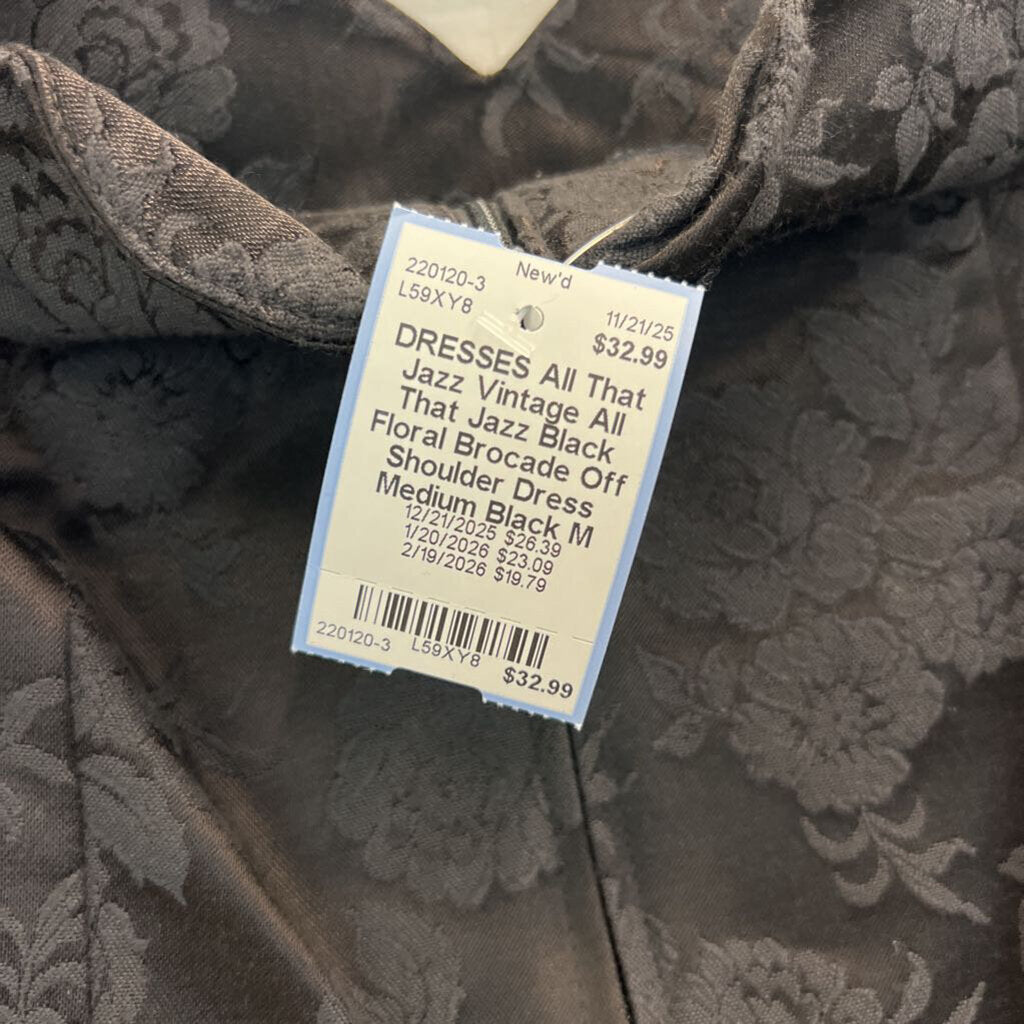 New'd
220120-3
L59XY8
11/21/25
$32.99
DRESSES All That
Jazz Vintage All
That Jazz Black
Floral Brocade Off
Shoulder Dress
Medium Black M
12/21/2025 $26.39
1/20/2026 $23.09
2/19/2026 $19.79
220120-3 L59XY8
$32.99